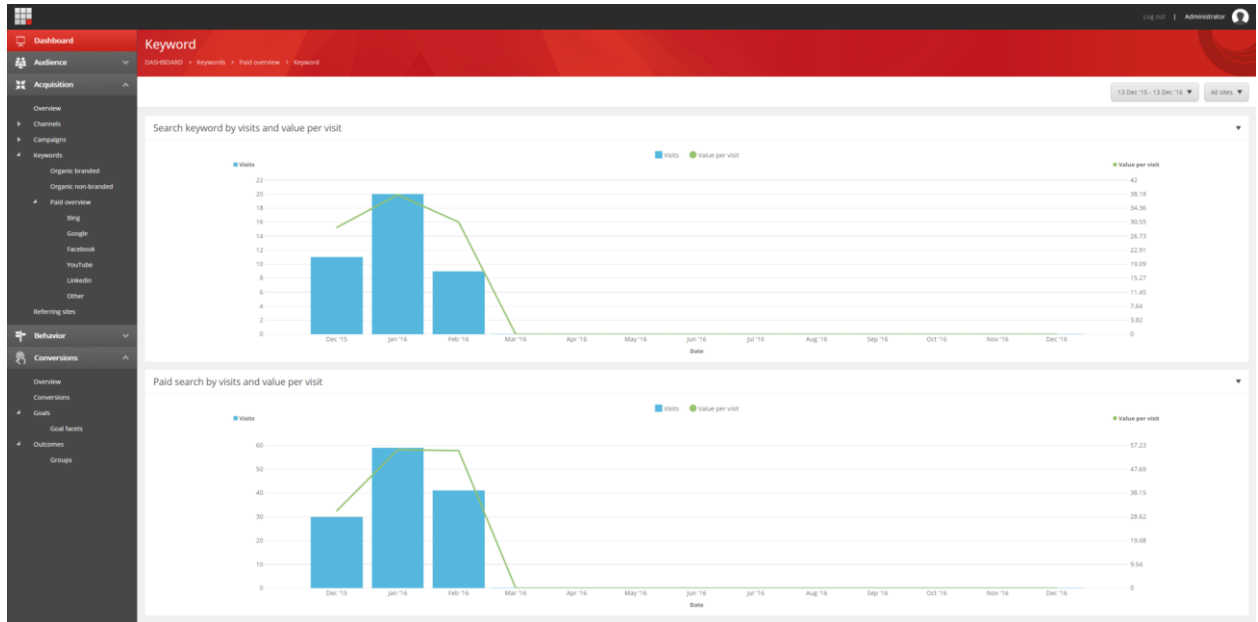 Log out | Administrator
Dashboard
Audience
Acquisition
Overview
Channels
Campaigns
Keywords
Organic branded
Organic non-branded
Paid overview
Bing
Google
Facebook
YouTube
Linkedin
Other
Referring sites
Behavior
Conversions
Overview
Conversions
Goals
Goal facets
Outcomes
Groups
Keyword
DASHBOARD > Keywords > Paid overview > Keyword
13 Dec '15 - 13 Dec '16 All sites
Search keyword by visits and value per visit
Visits Value per visit
Visits Value per visit
22 42
20 38.18
18 34.36
16 30.55
14 26.73
12 22.91
10 19.09
8 15.27
6 11.45
4 7.64
2 3.82
0 0
Dec '15 Jan '16 Feb '16 Mar '16 Apr '16 May '16 Jun '16 Jul '16 Aug '16 Sep '16 Oct '16 Nov '16 Dec '16
Date
Paid search by visits and value per visit
Visits Value per visit
Visits Value per visit
60 57.23
50 47.69
40 38.15
30 28.62
20 19.08
10 9.54
0 0
Dec '15 Jan '16 Feb '16 Mar '16 Apr '16 May '16 Jun '16 Jul '16 Aug '16 Sep '16 Oct '16 Nov '16 Dec '16
Date